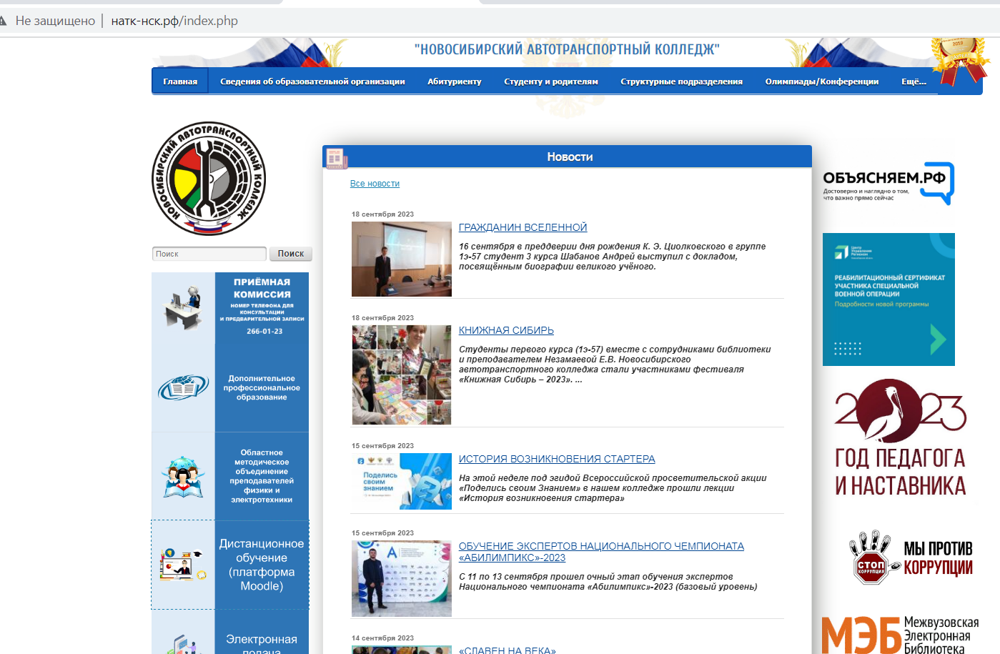 Не защищено | натк-нск.рф/index.php
"НОВОСИБИРСКИЙ АВТОТРАНСПОРТНЫЙ КОЛЛЕДЖ"
2019
Главная
Сведения об образовательной организации
Абитуриенту
Студенту и родителям
Структурные подразделения
Олимпиады/Конференции
Ещё...
НОВОСИБИРСКИЙ АВТОТРАНСПОРТНЫЙ КОЛЛЕДЖ
Поиск
Поиск
ПРИЁМНАЯ
КОМИССИЯ
НОМЕР ТЕЛЕФОНА ДЛЯ
КОНСУЛЬТАЦИИ
И ПРЕДВАРИТЕЛЬНОЙ ЗАПИСИ
266-01-23
Дополнительное
профессиональное
образование
Областное
методическое
объединение
преподавателей
физики и
электротехники
Дистанционное
обучение
(платформа
Moodle)
Электронная
подача
Новости
Все новости
18 сентября 2023
ГРАЖДАНИН ВСЕЛЕННОЙ
16 сентября в преддверии дня рождения К. Э. Циолковского в группе
1э-57 студент 3 курса Шабанов Андрей выступил с докладом,
посвящённым биографии великого учёного.
18 сентября 2023
КНИЖНАЯ СИБИРЬ
Студенты первого курса (1э-57) вместе с сотрудниками библиотеки
и преподавателем Незамаевой Е.В. Новосибирского
автотранспортного колледжа стали участниками фестиваля
«Книжная Сибирь – 2023». ...
15 сентября 2023
Поделись
своим
знанием
ИСТОРИЯ ВОЗНИКНОВЕНИЯ СТАРТЕРА
На этой неделе под эгидой Всероссийской просветительской акции
«Поделись своим Знанием» в нашем колледже прошли лекции
«История возникновения стартера»
15 сентября 2023
ОБУЧЕНИЕ ЭКСПЕРТОВ НАЦИОНАЛЬНОГО ЧЕМПИОНАТА
«АБИЛИМПИКС»-2023
С 11 по 13 сентября прошел очный этап обучения экспертов
Национального чемпионата «Абилимпикс»-2023 (базовый уровень)
14 сентября 2023
«СЛАВЕН НА ВЕКА»
ОБЪЯСНЯЕМ.РФ
Достоверно и наглядно о том,
что важно прямо сейчас
Центр
Управления
Регионом
РЕАБИЛИТАЦИОННЫЙ СЕРТИФИКАТ
УЧАСТНИКА СПЕЦИАЛЬНОЙ
ВОЕННОЙ ОПЕРАЦИИ
Подробности новой программы
2023
ГОД ПЕДАГОГА
И НАСТАВНИКА
СТОП
КОРРУПЦИЯ
МЫ ПРОТИВ
КОРРУПЦИИ
МЭБ
Межвузовская
Электронная
Библиотека